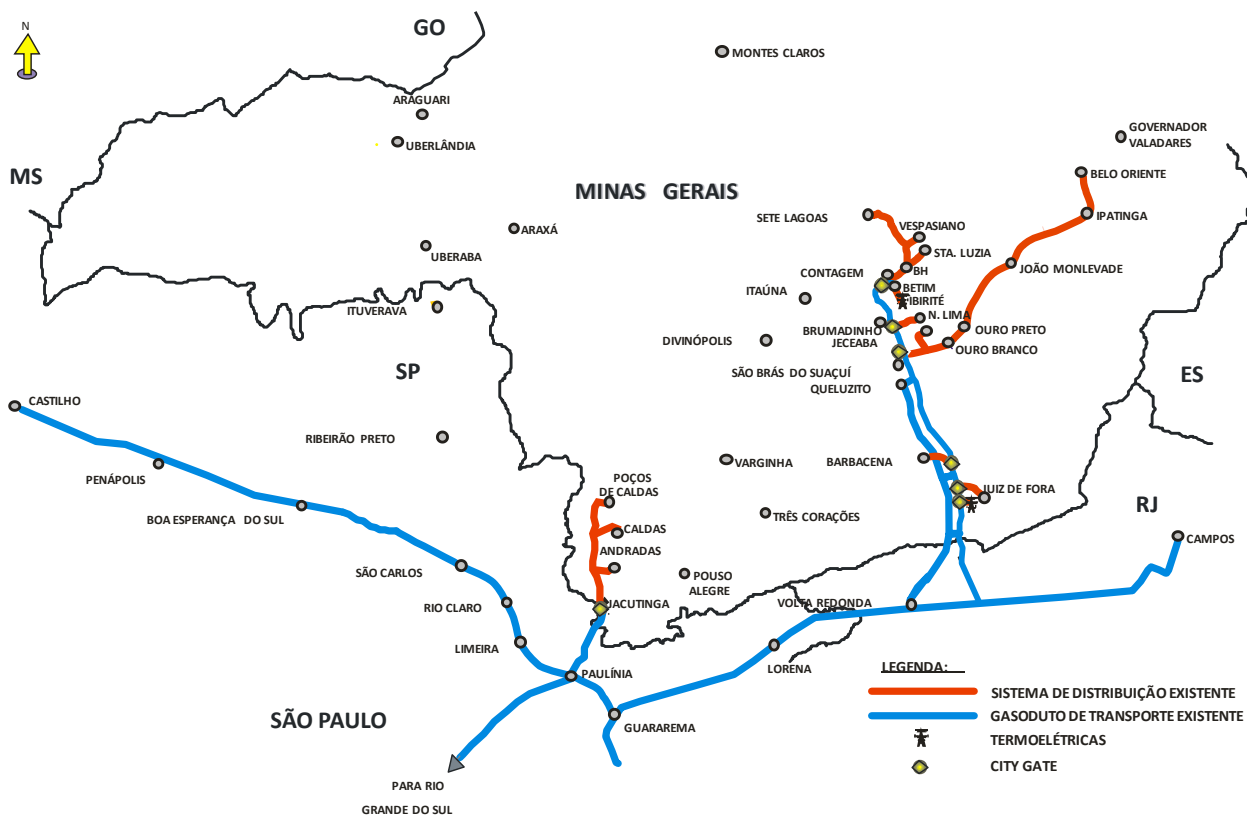 N
GO
MONTES CLAROS
ARAGUARI
GOVERNADOR
VALADARES
UBERLÂNDIA
MS
BELO ORIENTE
MINAS GERAIS
SETE LAGOAS
IPATINGA
VESPASIANO
ARAXÁ
STA. LUZIA
UBERABA
BH
JOÃO MONLEVADE
CONTAGEM
BETIM
ITAÚNA
IBIRITÉ
ITUVERAVA
N. LIMA
BRUMADINHO
OURO PRETO
DIVINÓPOLIS
JECEABA
OURO BRANCO
SP
SÃO BRÁS DO SUAÇUÍ
ES
QUELUZITO
CASTILHO
RIBEIRÃO PRETO
VARGINHA
BARBACENA
PENÁPOLIS
POÇOS
DE CALDAS
JUIZ DE FORA
RJ
BOA ESPERANÇA DO SUL
TRÊS CORAÇÕES
CALDAS
CAMPOS
ANDRADAS
SÃO CARLOS
POUSO
ALEGRE
JACUTINGA
VOLTA REDONDA
RIO CLARO
LIMEIRA
LORENA
PAULÍNIA
LEGENDA:
SISTEMA DE DISTRIBUIÇÃO EXISTENTE
SÃO PAULO
GUARAREMA
GASODUTO DE TRANSPORTE EXISTENTE
TERMOELÉTRICAS
CITY GATE
PARA RIO
GRANDE DO SUL